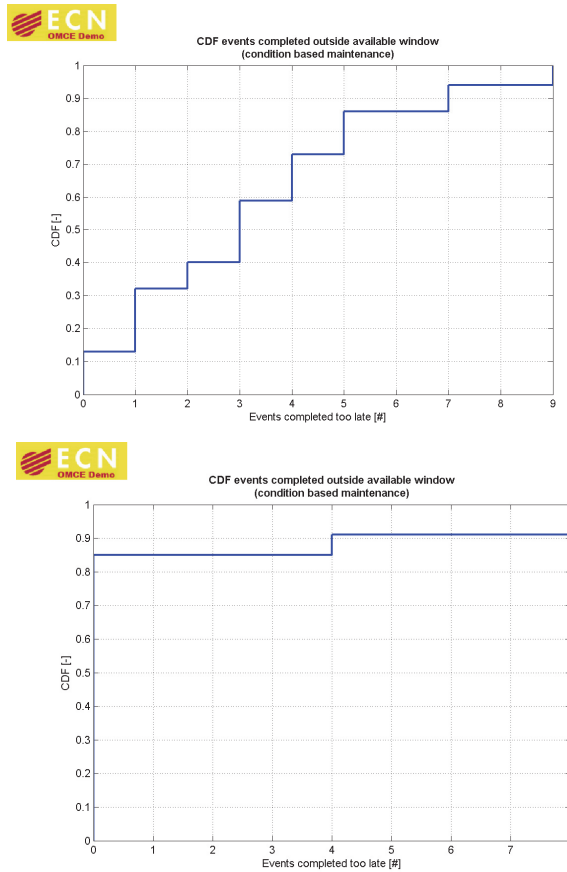 ECN
OMCE Demo
CDF events completed outside available window
(condition based maintenance)
1
0.9
0.8
0.7
0.6
0.5
0.4
0.3
0.2
0.1
0
CDF [-]
0 1 2 3 4 5 6 7 8 9
Events completed too late [#]
ECN
OMCE Demo
CDF events completed outside available window
(condition based maintenance)
1
0.9
0.8
0.7
0.6
0.5
0.4
0.3
0.2
0.1
0
CDF [-]
0 1 2 3 4 5 6 7
Events completed too late [#]